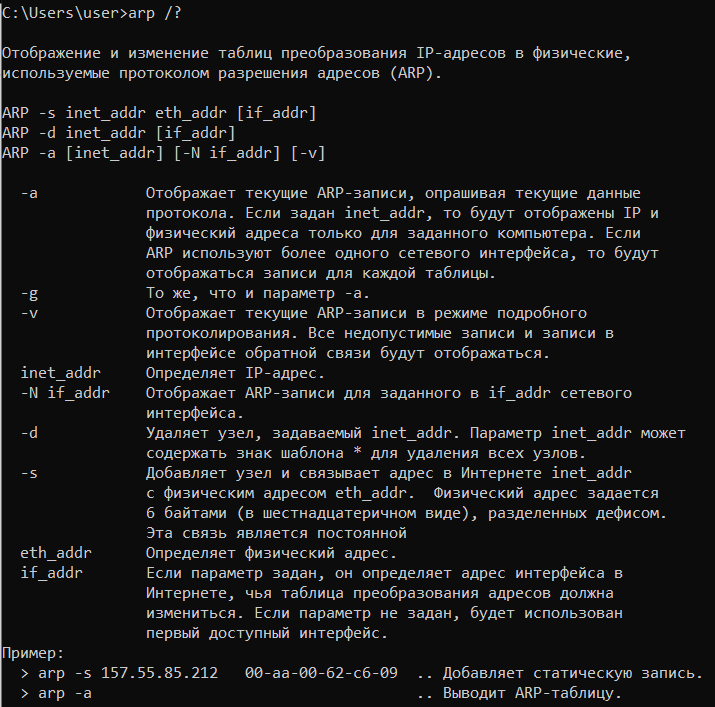 C:\Users\user>arp /?
Отображение и изменение таблиц преобразования IP-адресов в физические,
используемые протоколом разрешения адресов (ARP).
ARP -s inet_addr eth_addr [if_addr]
ARP -d inet_addr [if_addr]
ARP -a [inet_addr] [-N if_addr] [-v]
-a Отображает текущие ARP-записи, опрашивая текущие данные
протокола. Если задан inet_addr, то будут отображены IP и
физический адреса только для заданного компьютера. Если
ARP используют более одного сетевого интерфейса, то будут
отображаться записи для каждой таблицы.
-g То же, что и параметр -a.
-v Отображает текущие ARP-записи в режиме подробного
протоколирования. Все недопустимые записи и записи в
интерфейсе обратной связи будут отображаться.
inet_addr Определяет IP-адрес.
-N if_addr Отображает ARP-записи для заданного в if_addr сетевого
интерфейса.
-d Удаляет узел, задаваемый inet_addr. Параметр inet_addr может
содержать знак шаблона * для удаления всех узлов.
-s Добавляет узел и связывает адрес в Интернете inet_addr
с физическим адресом eth_addr.  Физический адрес задается
6 байтами (в шестнадцатеричном виде), разделенных дефисом.
Эта связь является постоянной
eth_addr Определяет физический адрес.
if_addr Если параметр задан, он определяет адрес интерфейса в
Интернете, чья таблица преобразования адресов должна
измениться. Если параметр не задан, будет использован
первый доступный интерфейс.
Пример:
> arp -s 157.55.85.212   00-aa-00-62-c6-09  .. Добавляет статическую запись.
> arp -a                                    .. Выводит ARP-таблицу.